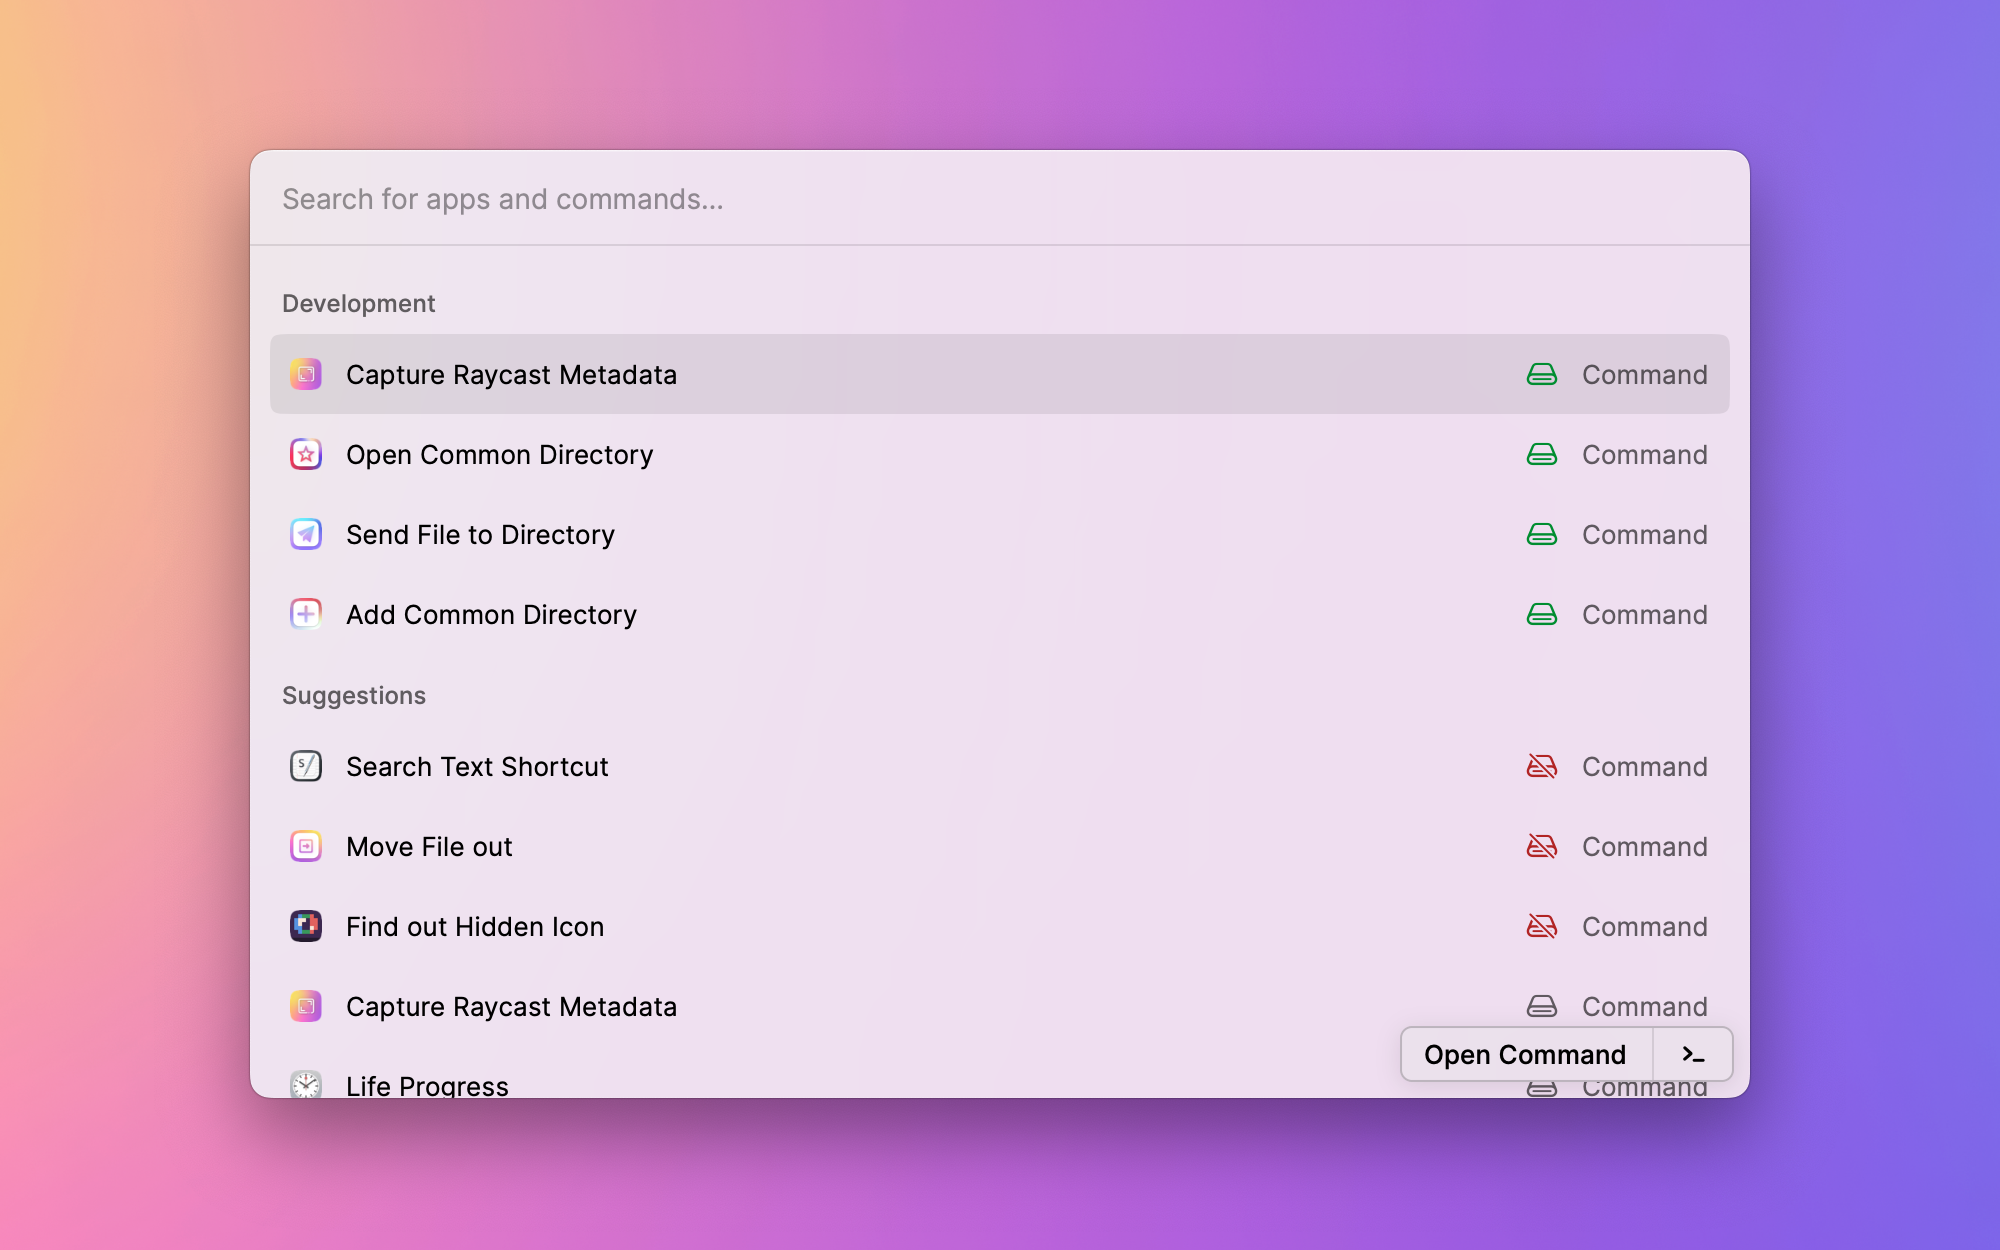 Search for apps and commands...
Development
Capture Raycast Metadata Command
Open Common Directory Command
Send File to Directory Command
Add Common Directory Command
Suggestions
Search Text Shortcut Command
Move File out Command
Find out Hidden Icon Command
Capture Raycast Metadata Command
Open Command >_
Life Progress Command